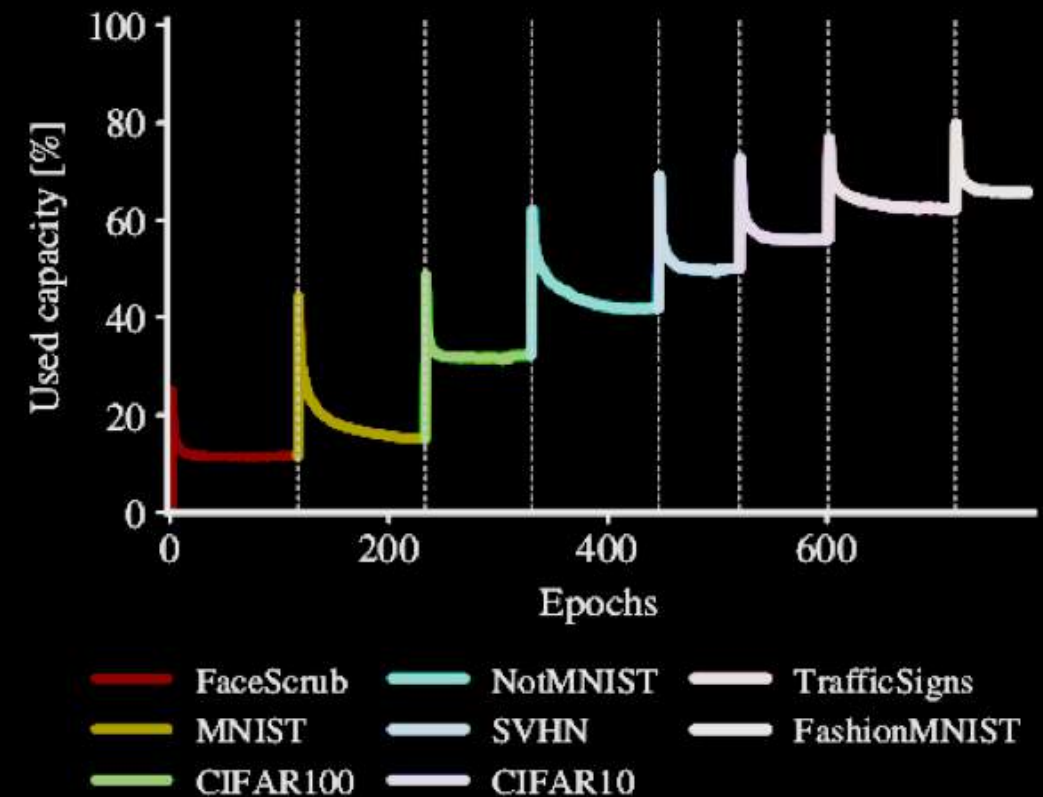 100
80
60
40
20
0
Used capacity [%]
0 200 400 600
Epochs
FaceScrub NotMNIST TrafficSigns
MNIST SVHN FashionMNIST
CIFAR100 CIFAR10